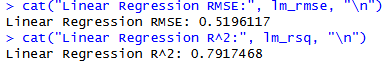 > cat("Linear Regression RMSE:", lm_rmse, "\n")
Linear Regression RMSE: 0.5196117
> cat("Linear Regression R^2:", lm_rsq, "\n")
Linear Regression R^2: 0.7917468